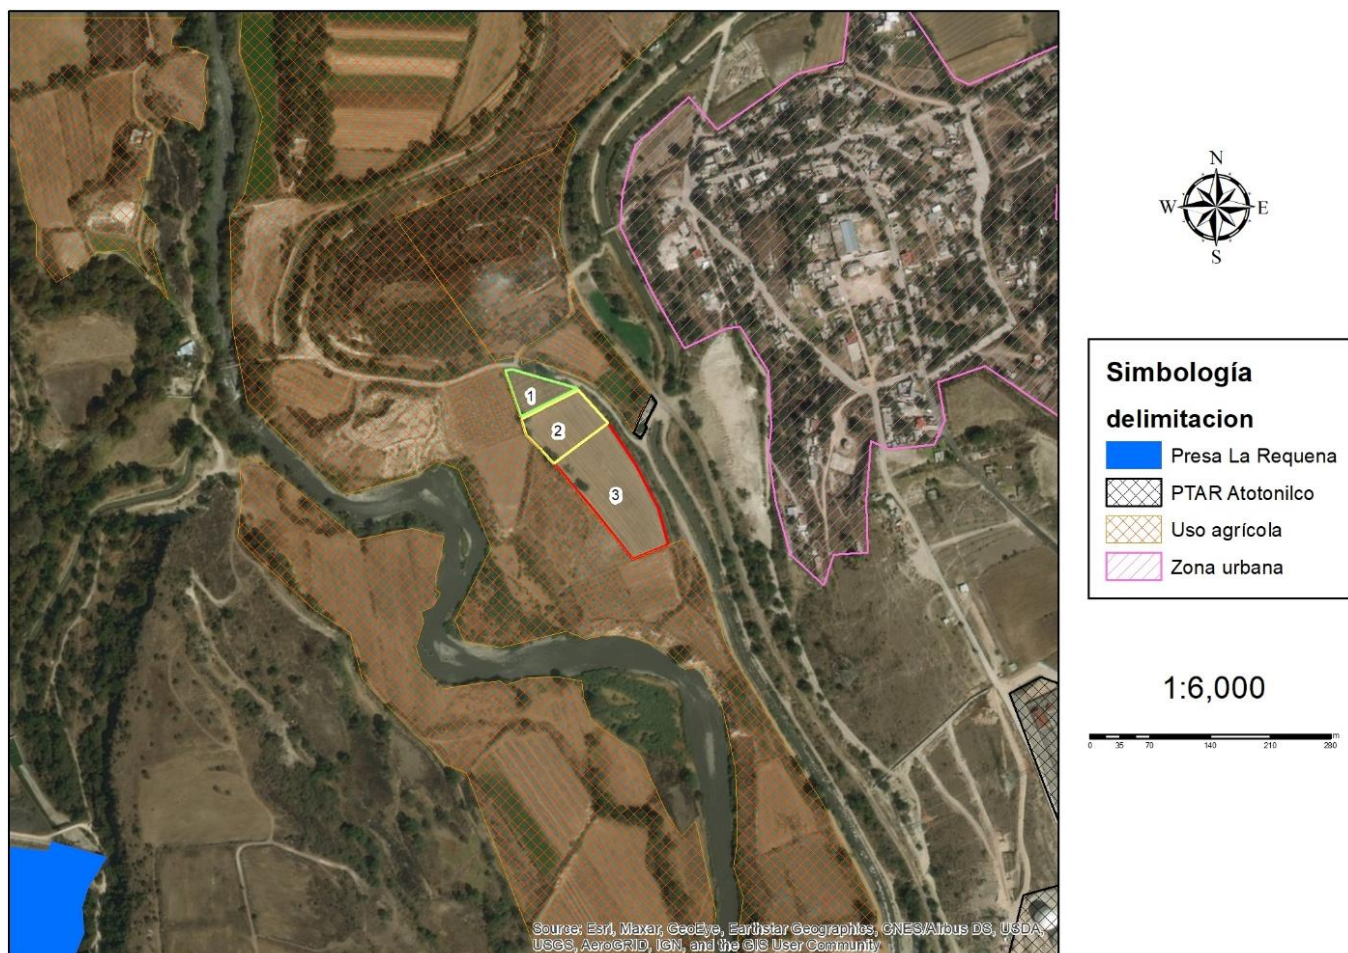 1
2
3
Source: Esri, Maxar, GeoEye, Earthstar Geographics, CNES/Airbus DS, USDA,
USGS, AeroGRID, IGN, and the GIS User Community
N
W E
S
Simbología
delimitacion
Presa La Requena
PTAR Atotonilco
Uso agrícola
Zona urbana
1:6,000
m
0 35 70 140 210 280